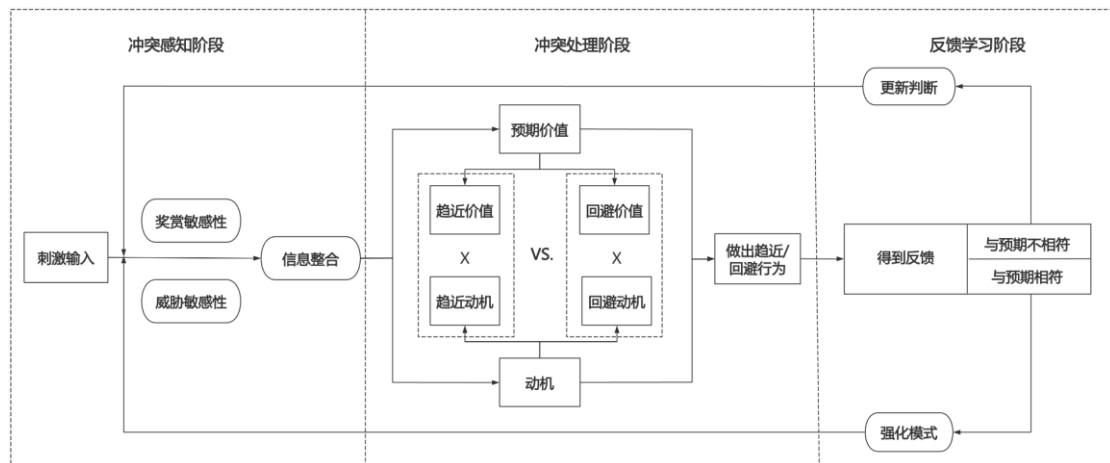 冲突感知阶段
冲突处理阶段
反馈学习阶段
更新判断
预期价值
奖赏敏感性
趋近价值
回避价值
刺激输入
信息整合
X
VS.
X
做出趋近/
回避行为
得到反馈
与预期不相符
与预期相符
威胁敏感性
趋近动机
回避动机
动机
强化模式